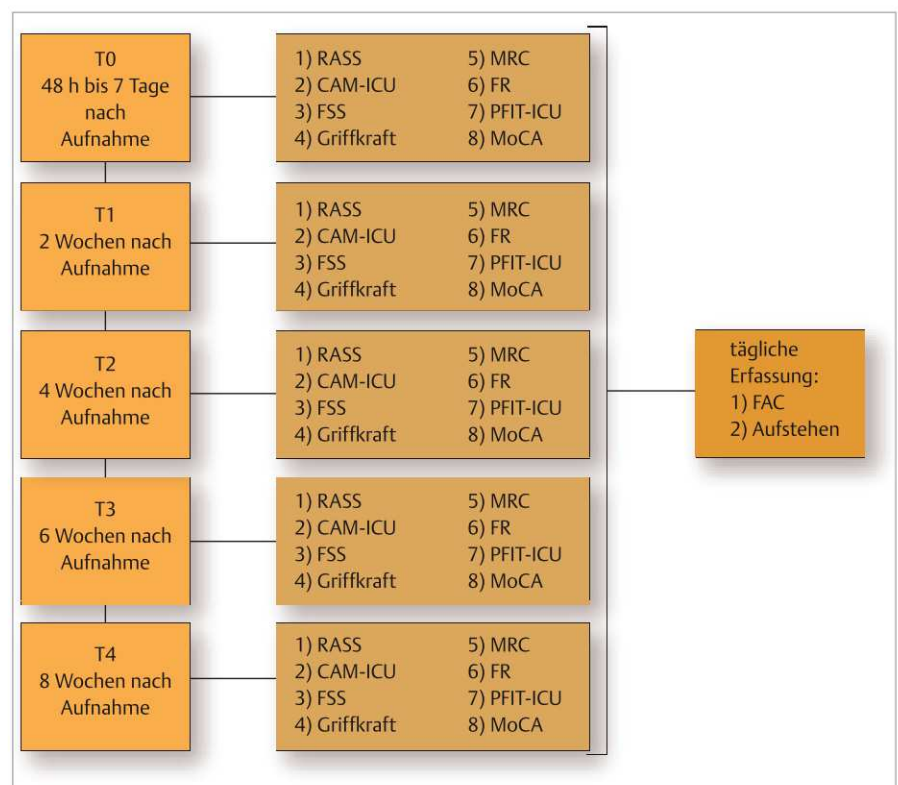 T0
48 h bis 7 Tage
nach
Aufnahme
1) RASS
2) CAM-ICU
3) FSS
4) Griffkraft
5) MRC
6) FR
7) PFIT-ICU
8) MoCA
T1
2 Wochen nach
Aufnahme
1) RASS
2) CAM-ICU
3) FSS
4) Griffkraft
5) MRC
6) FR
7) PFIT-ICU
8) MoCA
T2
4 Wochen nach
Aufnahme
1) RASS
2) CAM-ICU
3) FSS
4) Griffkraft
5) MRC
6) FR
7) PFIT-ICU
8) MoCA
T3
6 Wochen nach
Aufnahme
1) RASS
2) CAM-ICU
3) FSS
4) Griffkraft
5) MRC
6) FR
7) PFIT-ICU
8) MoCA
T4
8 Wochen nach
Aufnahme
1) RASS
2) CAM-ICU
3) FSS
4) Griffkraft
5) MRC
6) FR
7) PFIT-ICU
8) MoCA
tägliche
Erfassung:
1) FAC
2) Aufstehen